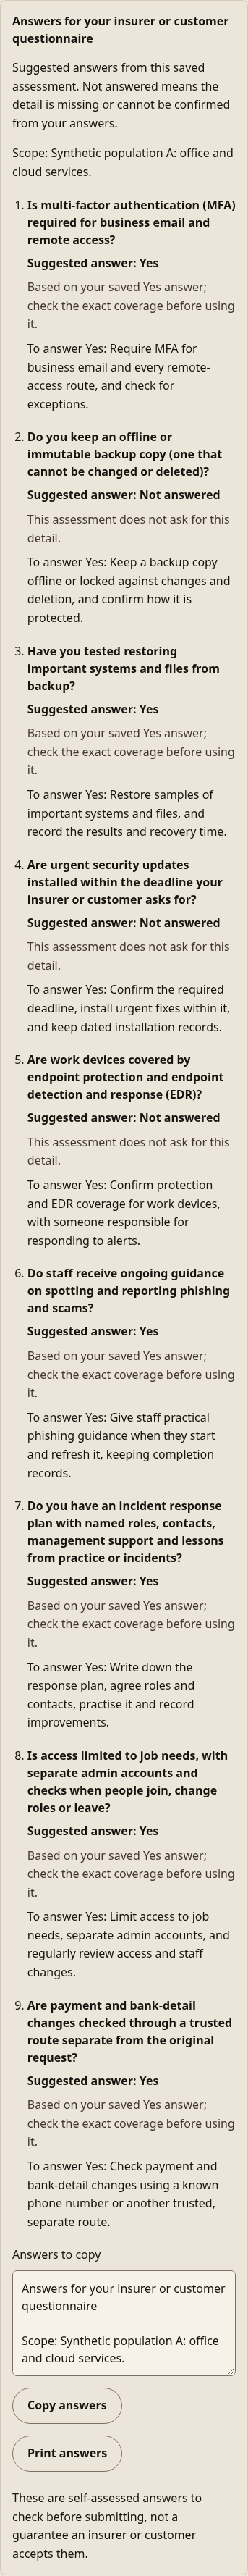 Answers for your insurer or customer
questionnaire
Suggested answers from this saved
assessment. Not answered means the
detail is missing or cannot be confirmed
from your answers.
Scope: Synthetic population A: office and
cloud services.
1. Is multi-factor authentication (MFA)
required for business email and
remote access?
Suggested answer: Yes
Based on your saved Yes answer;
check the exact coverage before using
it.
To answer Yes: Require MFA for
business email and every remote-
access route, and check for
exceptions.
2. Do you keep an offline or
immutable backup copy (one that
cannot be changed or deleted)?
Suggested answer: Not answered
This assessment does not ask for this
detail.
To answer Yes: Keep a backup copy
offline or locked against changes and
deletion, and confirm how it is
protected.
3. Have you tested restoring
important systems and files from
backup?
Suggested answer: Yes
Based on your saved Yes answer;
check the exact coverage before using
it.
To answer Yes: Restore samples of
important systems and files, and
record the results and recovery time.
4. Are urgent security updates
installed within the deadline your
insurer or customer asks for?
Suggested answer: Not answered
This assessment does not ask for this
detail.
To answer Yes: Confirm the required
deadline, install urgent fixes within it,
and keep dated installation records.
5. Are work devices covered by
endpoint protection and endpoint
detection and response (EDR)?
Suggested answer: Not answered
This assessment does not ask for this
detail.
To answer Yes: Confirm protection
and EDR coverage for work devices,
with someone responsible for
responding to alerts.
6. Do staff receive ongoing guidance
on spotting and reporting phishing
and scams?
Suggested answer: Yes
Based on your saved Yes answer;
check the exact coverage before using
it.
To answer Yes: Give staff practical
phishing guidance when they start
and refresh it, keeping completion
records.
7. Do you have an incident response
plan with named roles, contacts,
management support and lessons
from practice or incidents?
Suggested answer: Yes
Based on your saved Yes answer;
check the exact coverage before using
it.
To answer Yes: Write down the
response plan, agree roles and
contacts, practise it and record
improvements.
8. Is access limited to job needs, with
separate admin accounts and
checks when people join, change
roles or leave?
Suggested answer: Yes
Based on your saved Yes answer;
check the exact coverage before using
it.
To answer Yes: Limit access to job
needs, separate admin accounts, and
regularly review access and staff
changes.
9. Are payment and bank-detail
changes checked through a trusted
route separate from the original
request?
Suggested answer: Yes
Based on your saved Yes answer;
check the exact coverage before using
it.
To answer Yes: Check payment and
bank-detail changes using a known
phone number or another trusted,
separate route.
Answers to copy
Answers for your insurer or customer
questionnaire
Scope: Synthetic population A: office
and cloud services.
Copy answers
Print answers
These are self-assessed answers to
check before submitting, not a
guarantee an insurer or customer
accepts them.